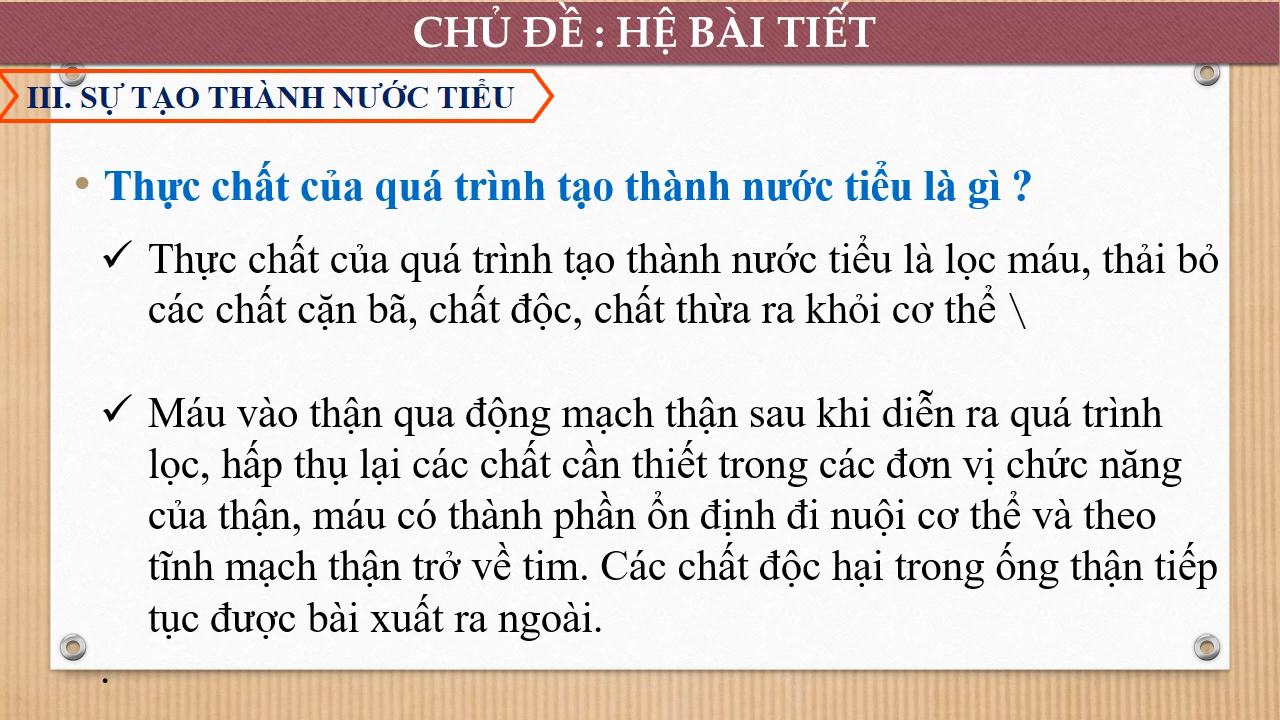 CHỦ ĐỀ : HỆ BÀI TIẾT
III. SỰ TẠO THÀNH NƯỚC TIỂU
• Thực chất của quá trình tạo thành nước tiểu là gì ?
✓ Thực chất của quá trình tạo thành nước tiểu là lọc máu, thải bỏ
các chất cặn bã, chất độc, chất thừa ra khỏi cơ thể \
✓ Máu vào thận qua động mạch thận sau khi diễn ra quá trình
lọc, hấp thụ lại các chất cần thiết trong các đơn vị chức năng
của thận, máu có thành phần ổn định đi nuội cơ thể và theo
tĩnh mạch thận trở về tim. Các chất độc hại trong ống thận tiếp
tục được bài xuất ra ngoài.
.